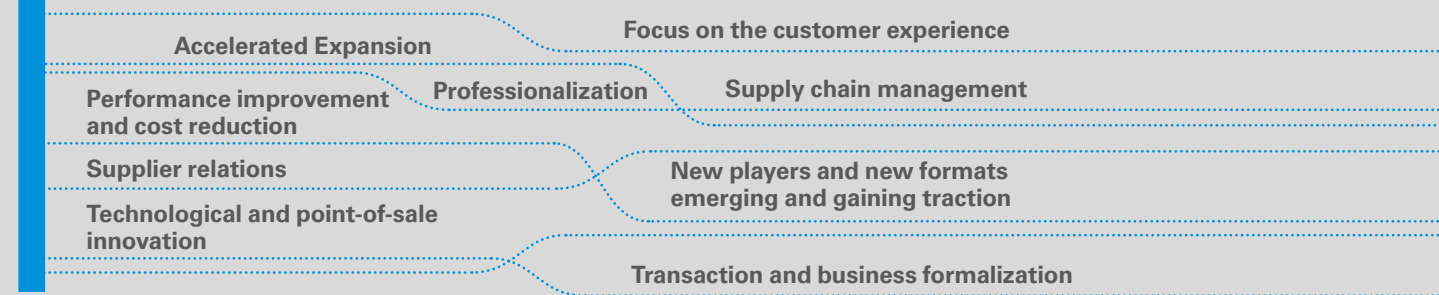 Focus on the customer experience
Accelerated Expansion
Professionalization
Supply chain management
Performance improvement
and cost reduction
Supplier relations
New players and new formats
emerging and gaining traction
Technological and point-of-sale
innovation
Transaction and business formalization